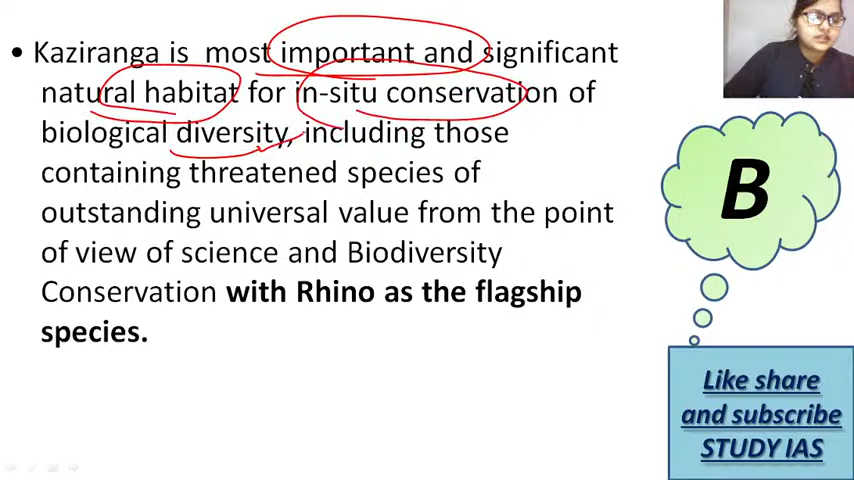 • Kaziranga is most important and significant
natural habitat for in-situ conservation of
biological diversity, including those
containing threatened species of
outstanding universal value from the point
of view of science and Biodiversity
Conservation with Rhino as the flagship
species.
B
Like share
and subscribe
STUDY IAS